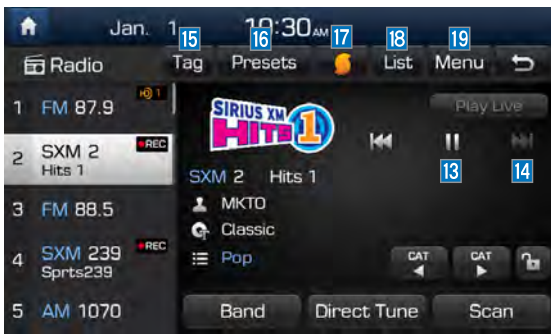 Jan. 1 10:30 AM
15 16 17 18 19
Radio Tag Presets List Menu
1 FM 87.9 1
2 SXM 2 REC
Hits 1
3 FM 88.5
4 SXM 239 REC
Sprts239
5 AM 1070
SIRIUS XM
HITS 1
Play Live
13 14
SXM 2 Hits 1
MKTO
Classic
Pop
CAT CAT
Band Direct Tune Scan